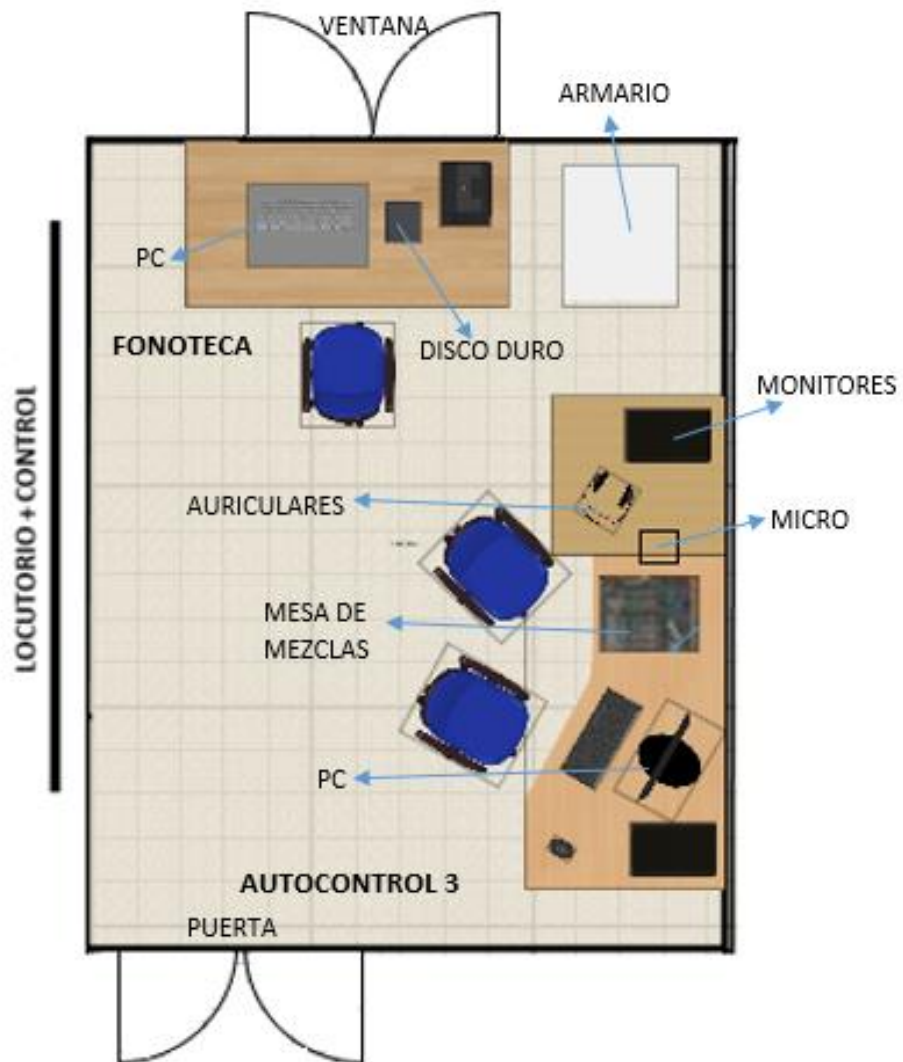 VENTANA
ARMARIO
PC
FONOTECA
DISCO DURO
MONITORES
LOCUTORIO + CONTROL
AURICULARES
MICRO
MESA DE
MEZCLAS
PC
AUTOCONTROL 3
PUERTA